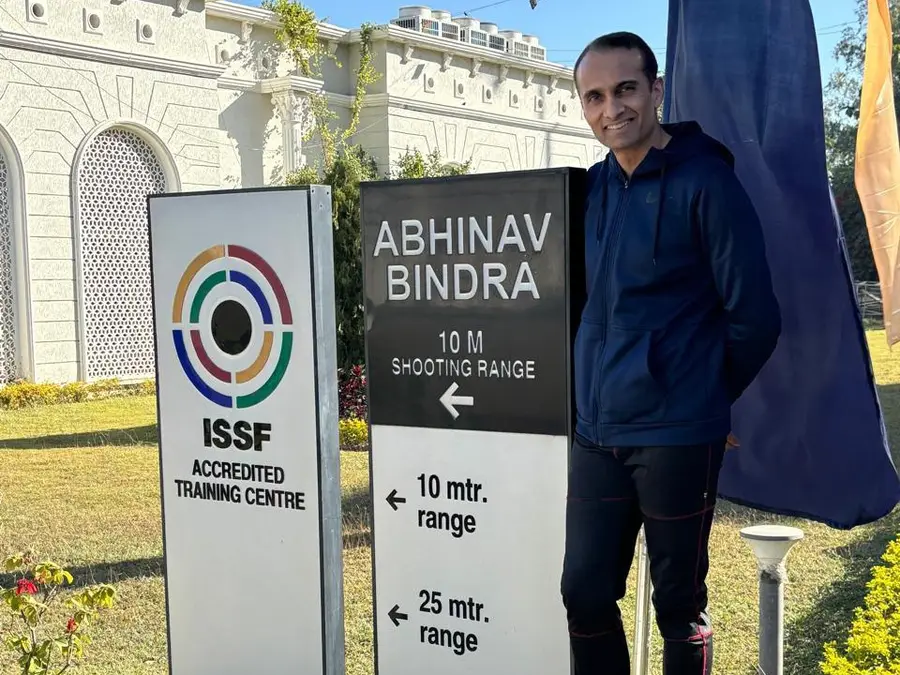 ISSF
ACCREDITED
TRAINING CENTRE
ABHINAV
BINDRA
10 M
SHOOTING RANGE
10 mtr.
range
25 mtr.
range